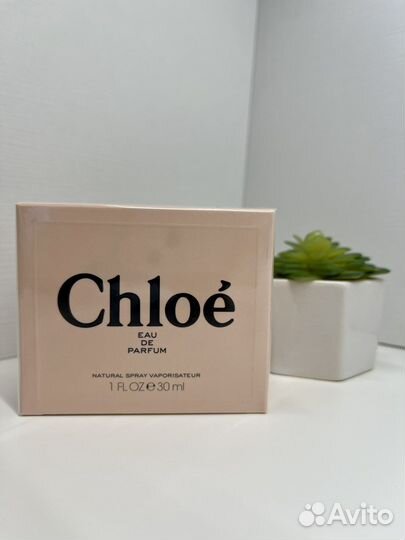 Chloé
EAU
DE
PARFUM
NATURAL SPRAY VAPORISATEUR
1 FL OZ ℮ 30 ml
Avito